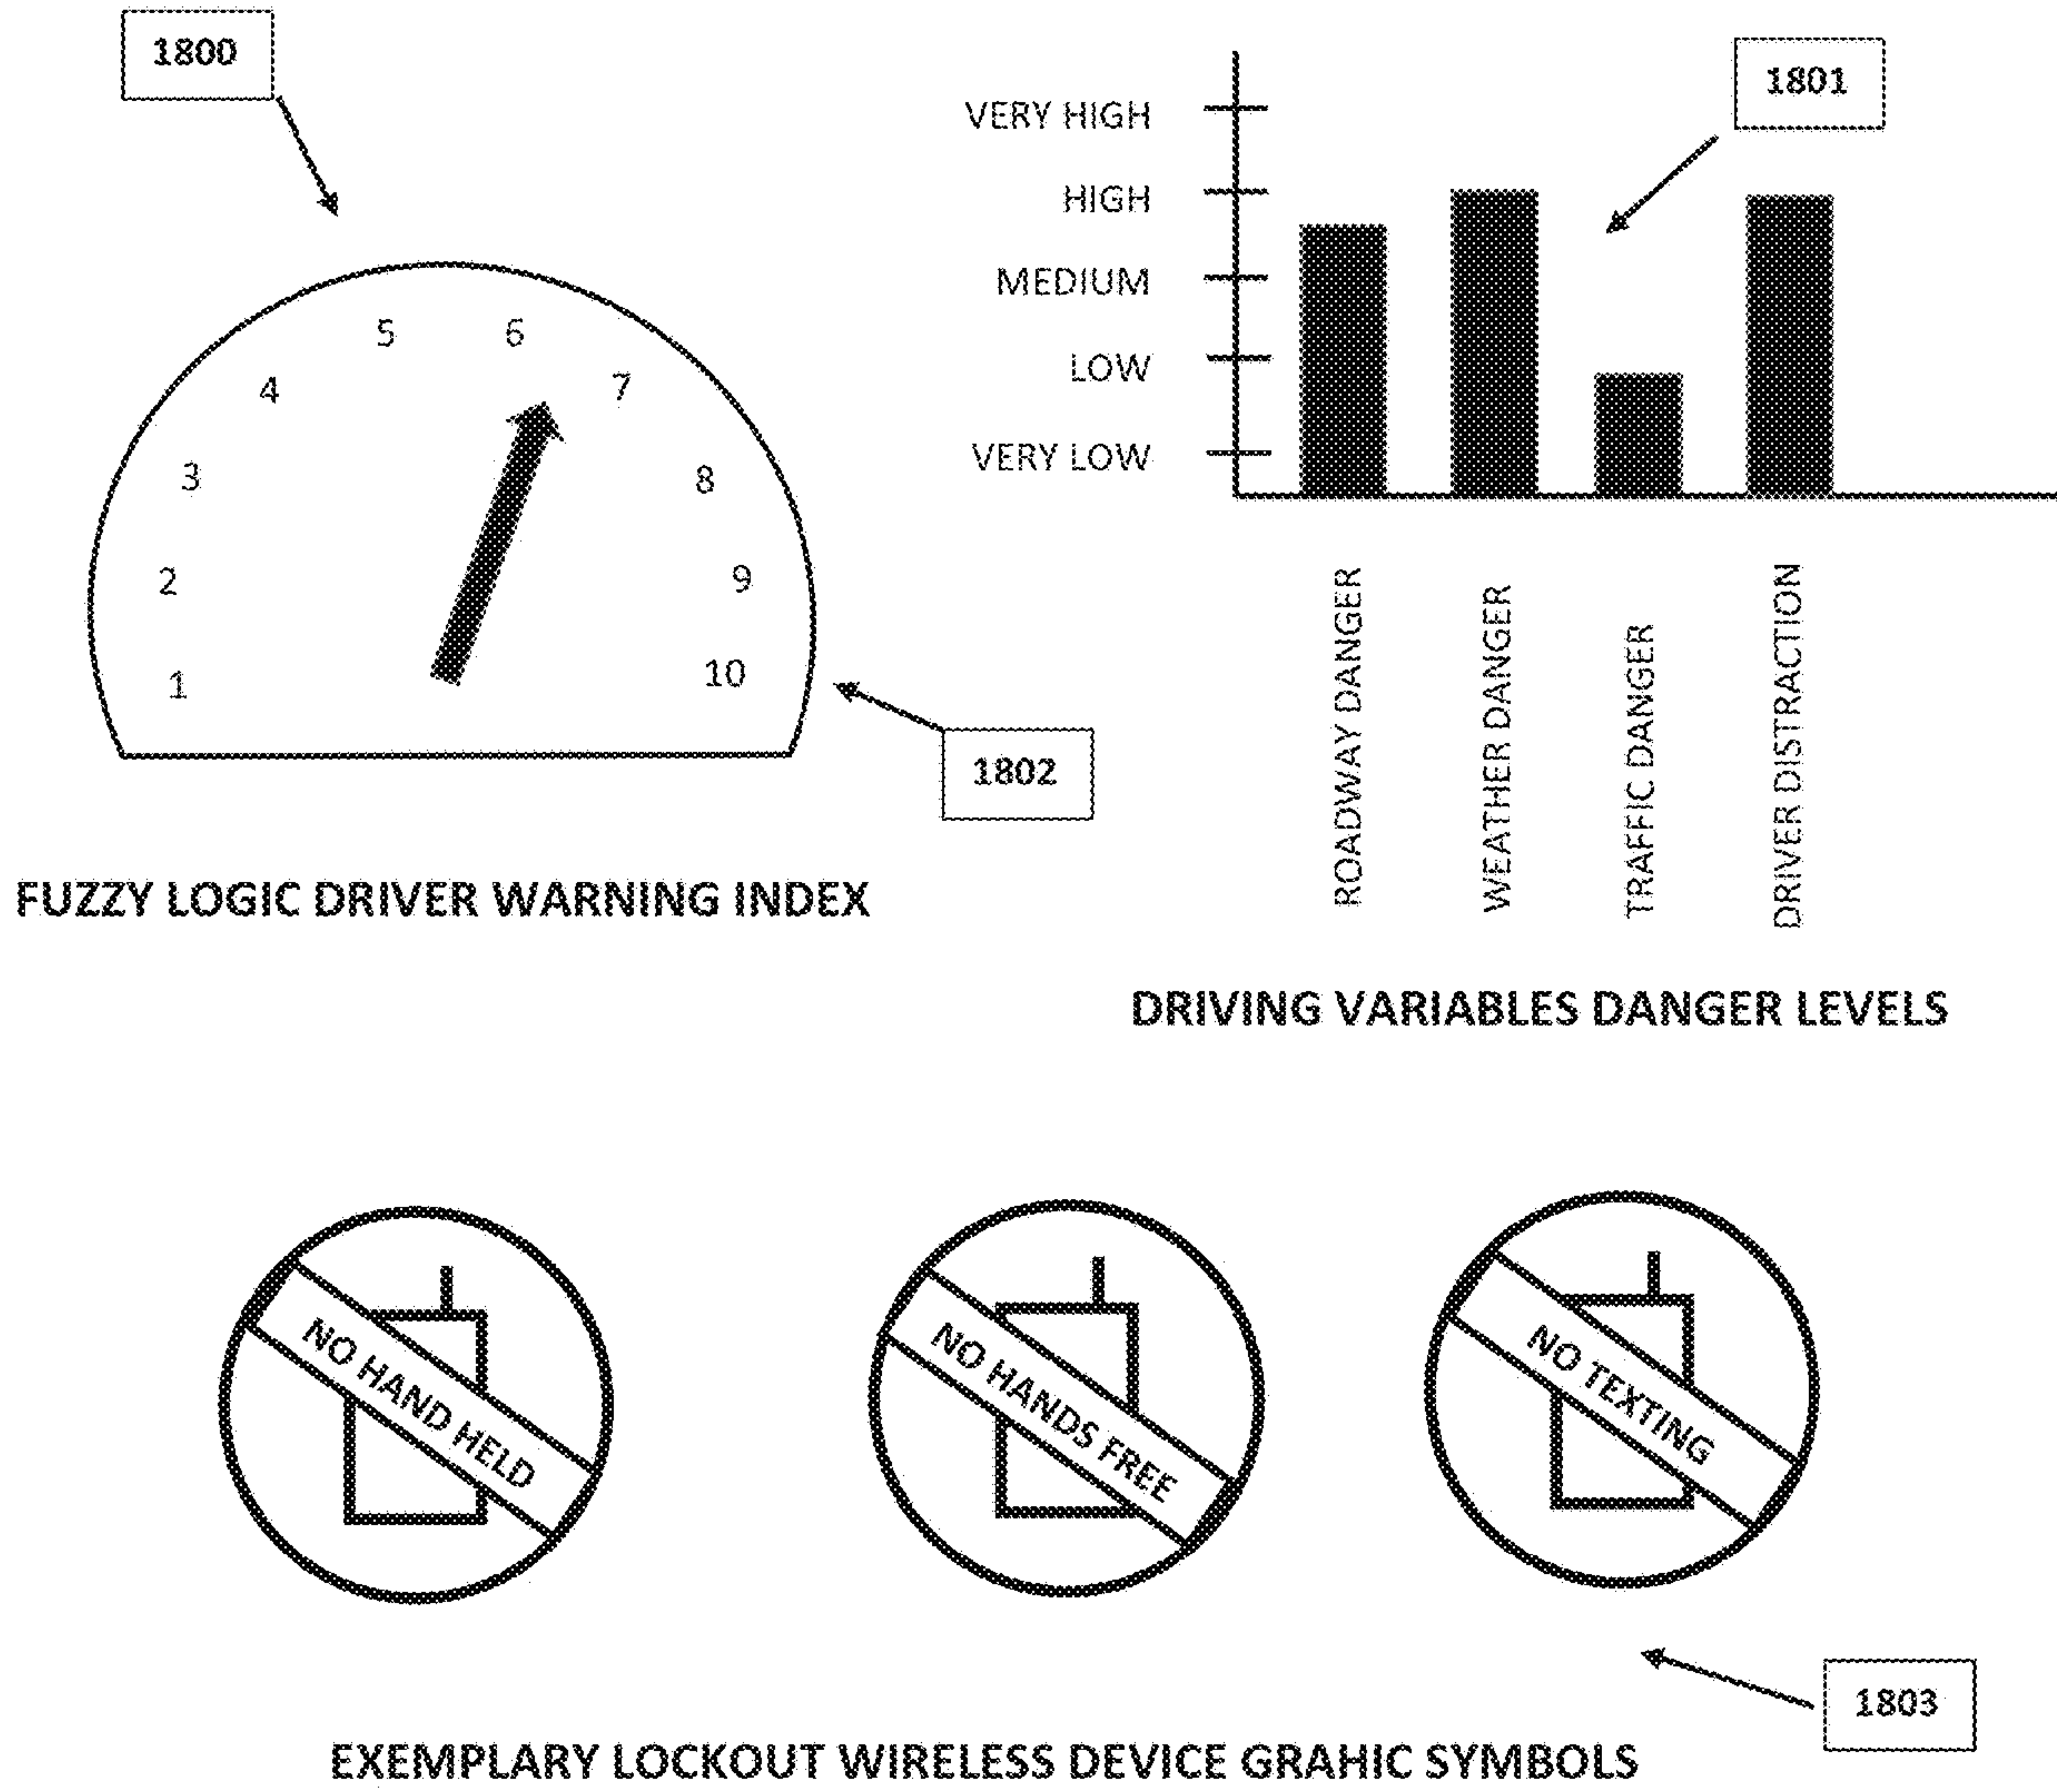 1800
1801
VERY HIGH
HIGH
MEDIUM
LOW
VERY LOW
5
6
4
7
3
8
2
9
1
10
1802
ROADWAY DANGER
WEATHER DANGER
TRAFFIC DANGER
DRIVER DISTRACTION
FUZZY LOGIC DRIVER WARNING INDEX
DRIVING VARIABLES DANGER LEVELS
NO HAND HELD
NO HANDS FREE
NO TEXTING
1803
EXEMPLARY LOCKOUT WIRELESS DEVICE GRAHIC SYMBOLS